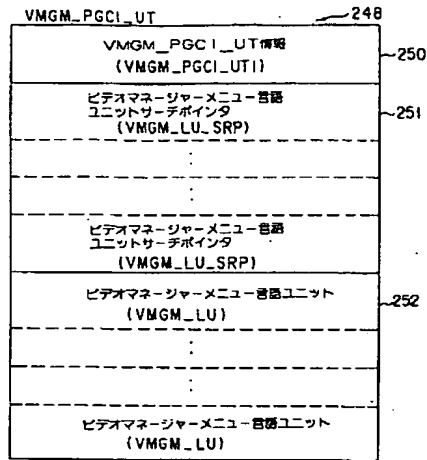 VMGM_PGCI_UT
248
VMGM_PGCI_UT情報
(VMGM_PGCI_UTI)
250
ビデオマネージャーメニュー言語
ユニットサーチポインタ
(VMGM_LU_SRP)
251
ビデオマネージャーメニュー言語
ユニットサーチポインタ
(VMGM_LU_SRP)
ビデオマネージャーメニュー言語ユニット
(VMGM_LU)
252
ビデオマネージャーメニュー言語ユニット
(VMGM_LU)